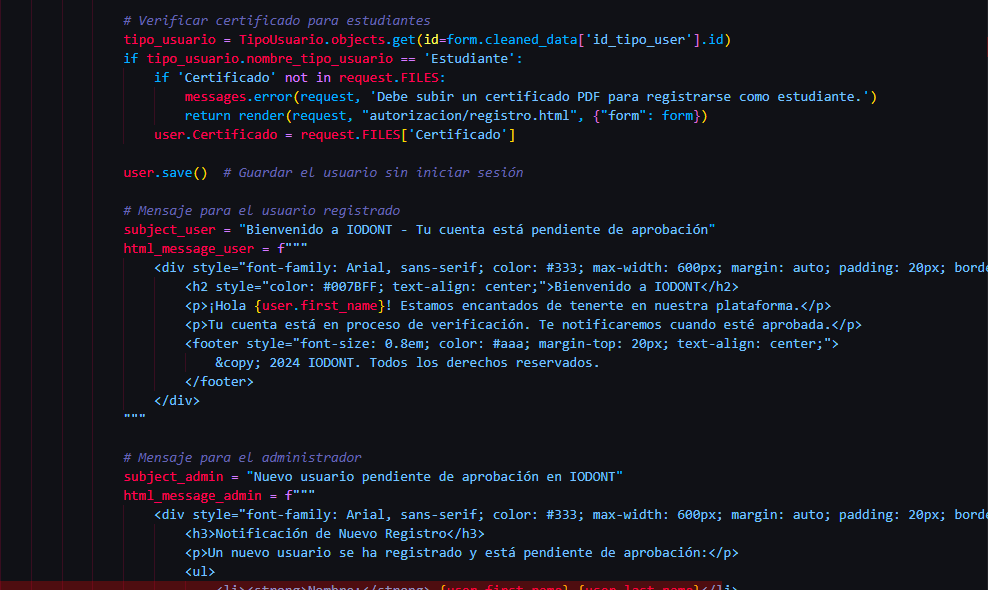 # Verificar certificado para estudiantes
tipo_usuario = TipoUsuario.objects.get(id=form.cleaned_data['id_tipo_user'].id)
if tipo_usuario.nombre_tipo_usuario == 'Estudiante':
if 'Certificado' not in request.FILES:
messages.error(request, 'Debe subir un certificado PDF para registrarse como estudiante.')
return render(request, "autorizacion/registro.html", {"form": form})
user.Certificado = request.FILES['Certificado']
user.save()  # Guardar el usuario sin iniciar sesión
# Mensaje para el usuario registrado
subject_user = "Bienvenido a IODONT - Tu cuenta está pendiente de aprobación"
html_message_user = f"""
<div style="font-family: Arial, sans-serif; color: #333; max-width: 600px; margin: auto; padding: 20px; borde
<h2 style="color: #007BFF; text-align: center;">Bienvenido a IODONT</h2>
<p>¡Hola {user.first_name}! Estamos encantados de tenerte en nuestra plataforma.</p>
<p>Tu cuenta está en proceso de verificación. Te notificaremos cuando esté aprobada.</p>
<footer style="font-size: 0.8em; color: #aaa; margin-top: 20px; text-align: center;">
&copy; 2024 IODONT. Todos los derechos reservados.
</footer>
</div>
"""
# Mensaje para el administrador
subject_admin = "Nuevo usuario pendiente de aprobación en IODONT"
html_message_admin = f"""
<div style="font-family: Arial, sans-serif; color: #333; max-width: 600px; margin: auto; padding: 20px; borde
<h3>Notificación de Nuevo Registro</h3>
<p>Un nuevo usuario se ha registrado y está pendiente de aprobación:</p>
<ul>
<li><strong>Nombre:</strong> {user.first_name} {user.last_name}</li>